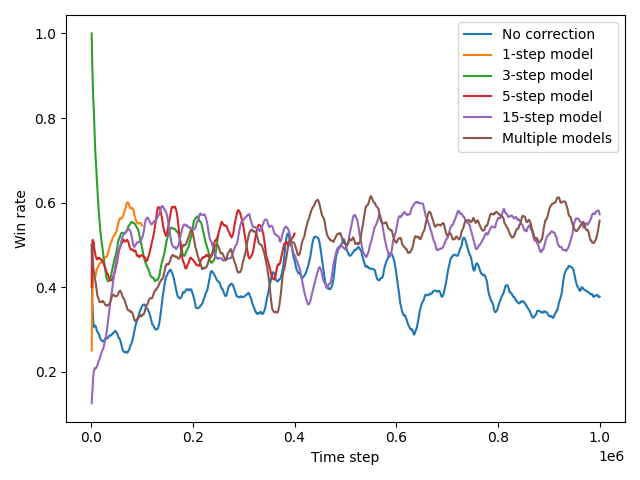 No correction
1-step model
3-step model
5-step model
15-step model
Multiple models
Win rate
1.0
0.8
0.6
0.4
0.2
0.0 0.2 0.4 0.6 0.8 1.0
1e6
Time step